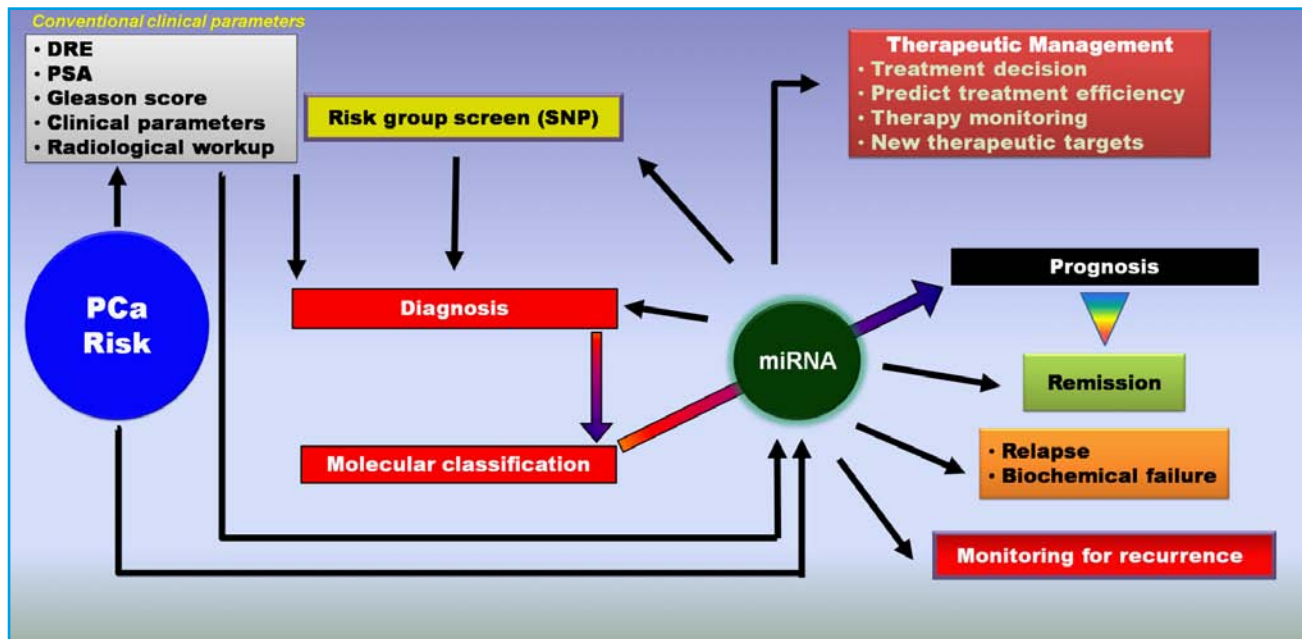 Conventional clinical parameters
• DRE
• PSA
• Gleason score
• Clinical parameters
• Radiological workup
Risk group screen (SNP)
Therapeutic Management
• Treatment decision
• Predict treatment efficiency
• Therapy monitoring
• New therapeutic targets
PCa
Risk
Diagnosis
Molecular classification
miRNA
Prognosis
Remission
• Relapse
• Biochemical failure
Monitoring for recurrence